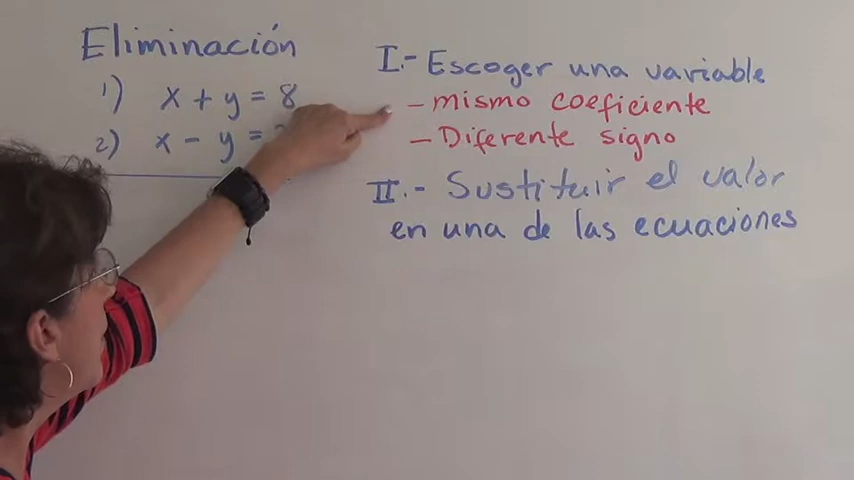 Eliminación
1) x + y = 8
2) x - y =
I.- Escoger una variable
- mismo coeficiente
- Diferente signo
II.- Sustituir el valor
en una de las ecuaciones